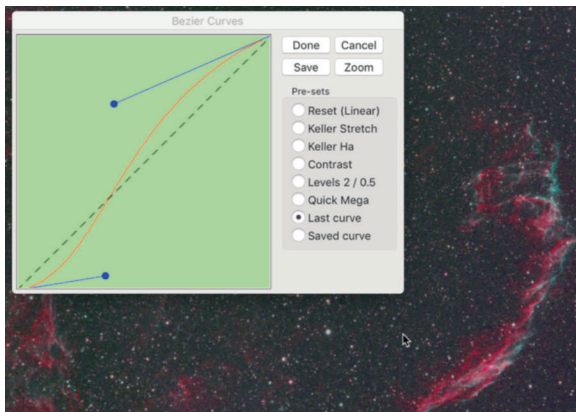 Bezier Curves
Done Cancel
Save Zoom
Pre-sets
Reset (Linear)
Keller Stretch
Keller Ha
Contrast
Levels 2 / 0.5
Quick Mega
Last curve
Saved curve